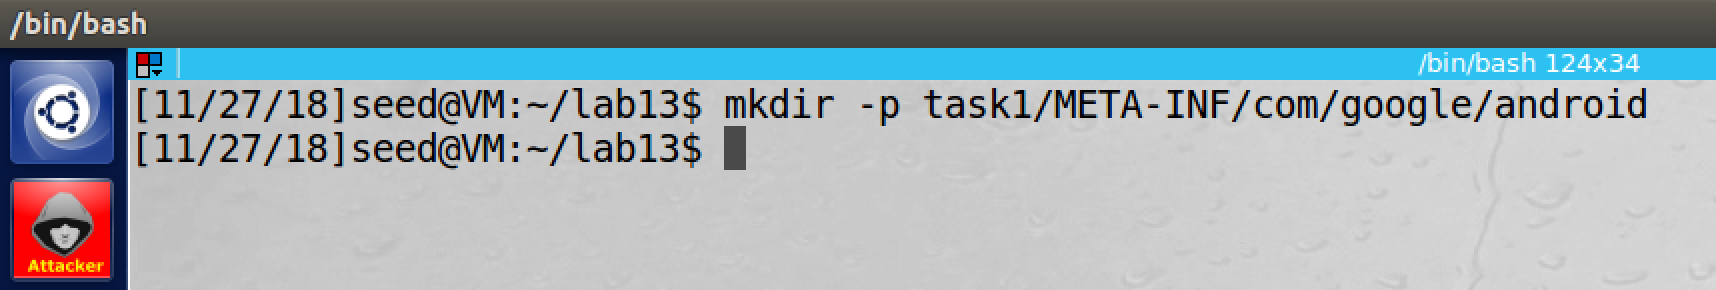 /bin/bash
/bin/bash 124x34
[11/27/18]seed@VM:~/lab13$ mkdir -p task1/META-INF/com/google/android
[11/27/18]seed@VM:~/lab13$
Attacker